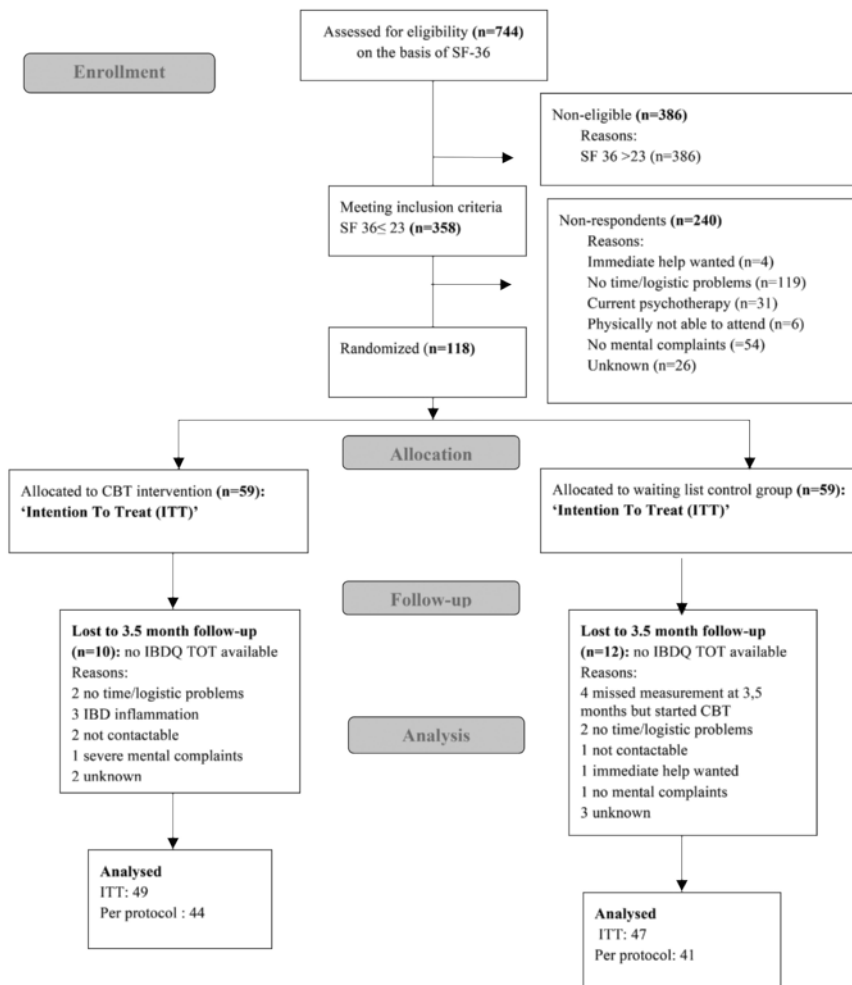 Assessed for eligibility (n=744)
on the basis of SF-36
Enrollment
Non-eligible (n=386)
Reasons:
SF 36 >23 (n=386)
Meeting inclusion criteria
SF 36≤ 23 (n=358)
Non-respondents (n=240)
Reasons:
Immediate help wanted (n=4)
No time/logistic problems (n=119)
Current psychotherapy (n=31)
Physically not able to attend (n=6)
No mental complaints (=54)
Unknown (n=26)
Randomized (n=118)
Allocation
Allocated to CBT intervention (n=59):
‘Intention To Treat (ITT)’
Allocated to waiting list control group (n=59):
‘Intention To Treat (ITT)’
Follow-up
Lost to 3.5 month follow-up
(n=10): no IBDQ TOT available
Reasons:
2 no time/logistic problems
3 IBD inflammation
2 not contactable
1 severe mental complaints
2 unknown
Lost to 3.5 month follow-up
(n=12): no IBDQ TOT available
Reasons:
4 missed measurement at 3,5
months but started CBT
2 no time/logistic problems
1 not contactable
1 immediate help wanted
1 no mental complaints
3 unknown
Analysis
Analysed
ITT: 49
Per protocol : 44
Analysed
ITT: 47
Per protocol: 41